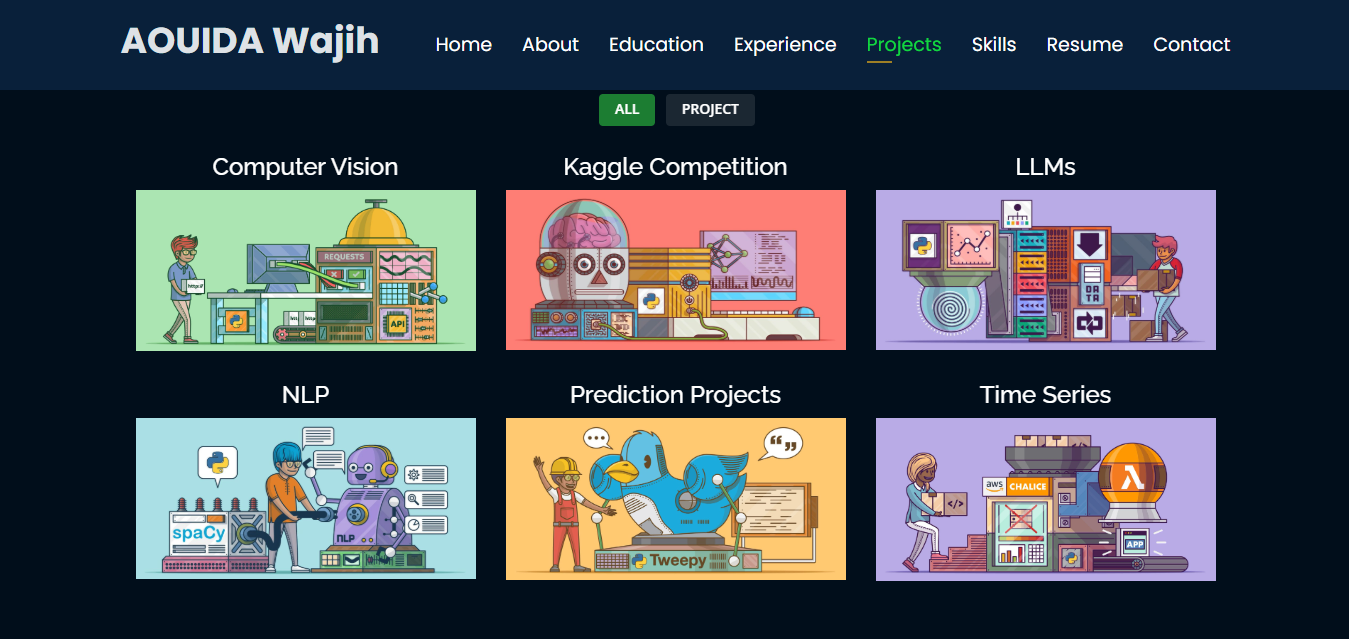 AOUIDA Wajih
Home About Education Experience Projects Skills Resume Contact
ALL PROJECT
Computer Vision Kaggle Competition LLMs
REQUESTS
API
DATA
NLP Prediction Projects Time Series
spaCy
NLP
Tweepy
aws CHALICE
</>
APP